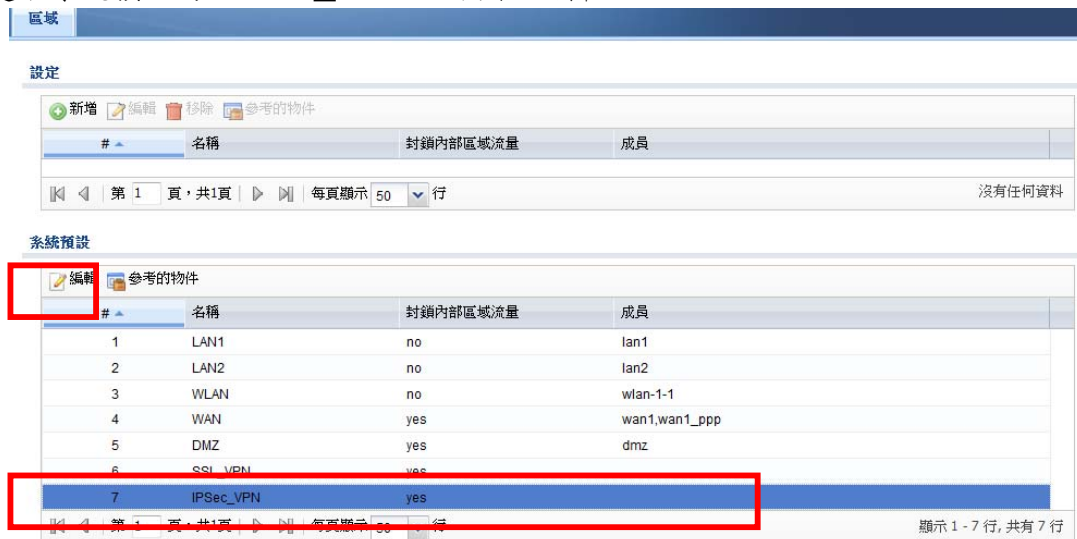 區域
設定
新增 編輯 移除 參考的物件
# 名稱 封鎖內部區域流量 成員
第 1 頁,共1頁 每頁顯示 50 行 沒有任何資料
系統預設
編輯 參考的物件
# 名稱 封鎖內部區域流量 成員
1 LAN1 no lan1
2 LAN2 no lan2
3 WLAN no wlan-1-1
4 WAN yes wan1,wan1_ppp
5 DMZ yes dmz
6 SSL_VPN yes
7 IPSec_VPN yes
第 1 頁,共1頁 每頁顯示 50 行 顯示 1 - 7 行, 共有 7 行